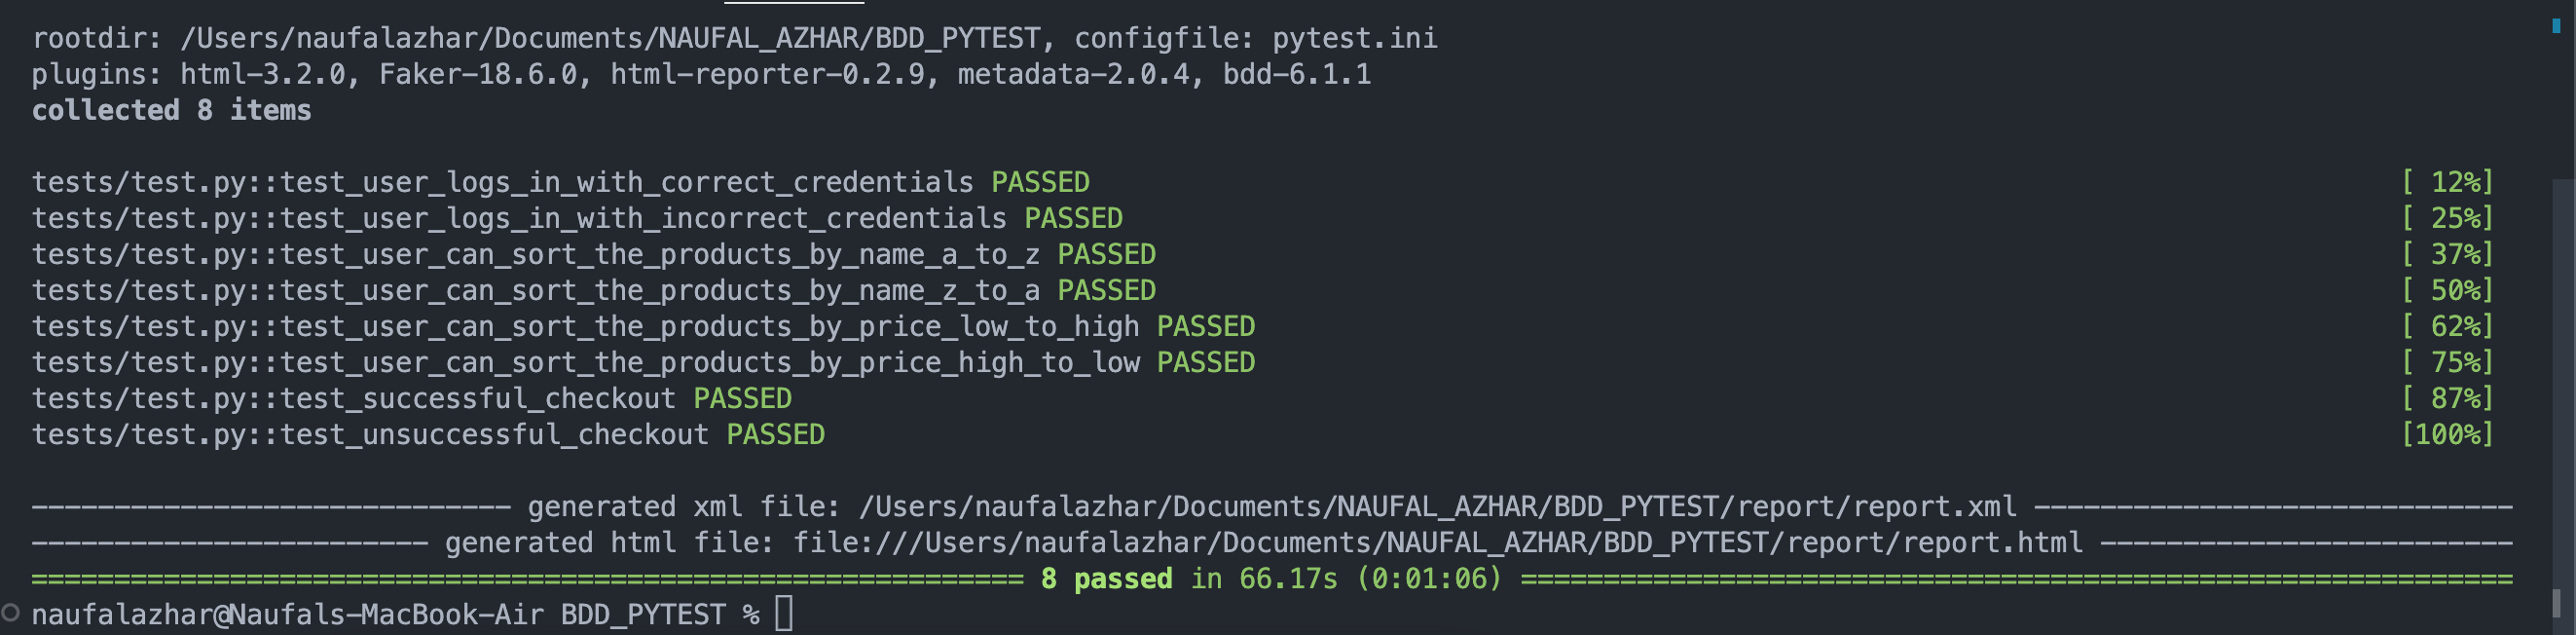 rootdir: /Users/naufalazhar/Documents/NAUFAL_AZHAR/BDD_PYTEST, configfile: pytest.ini
plugins: html-3.2.0, Faker-18.6.0, html-reporter-0.2.9, metadata-2.0.4, bdd-6.1.1
collected 8 items
tests/test.py::test_user_logs_in_with_correct_credentials PASSED [ 12%]
tests/test.py::test_user_logs_in_with_incorrect_credentials PASSED [ 25%]
tests/test.py::test_user_can_sort_the_products_by_name_a_to_z PASSED [ 37%]
tests/test.py::test_user_can_sort_the_products_by_name_z_to_a PASSED [ 50%]
tests/test.py::test_user_can_sort_the_products_by_price_low_to_high PASSED [ 62%]
tests/test.py::test_user_can_sort_the_products_by_price_high_to_low PASSED [ 75%]
tests/test.py::test_successful_checkout PASSED [ 87%]
tests/test.py::test_unsuccessful_checkout PASSED [100%]
----------------------------- generated xml file: /Users/naufalazhar/Documents/NAUFAL_AZHAR/BDD_PYTEST/report/report.xml -----------------------------
------------------------ generated html file: file:///Users/naufalazhar/Documents/NAUFAL_AZHAR/BDD_PYTEST/report/report.html -------------------------
============================================================ 8 passed in 66.17s (0:01:06) ============================================================
naufalazhar@Naufals-MacBook-Air BDD_PYTEST %